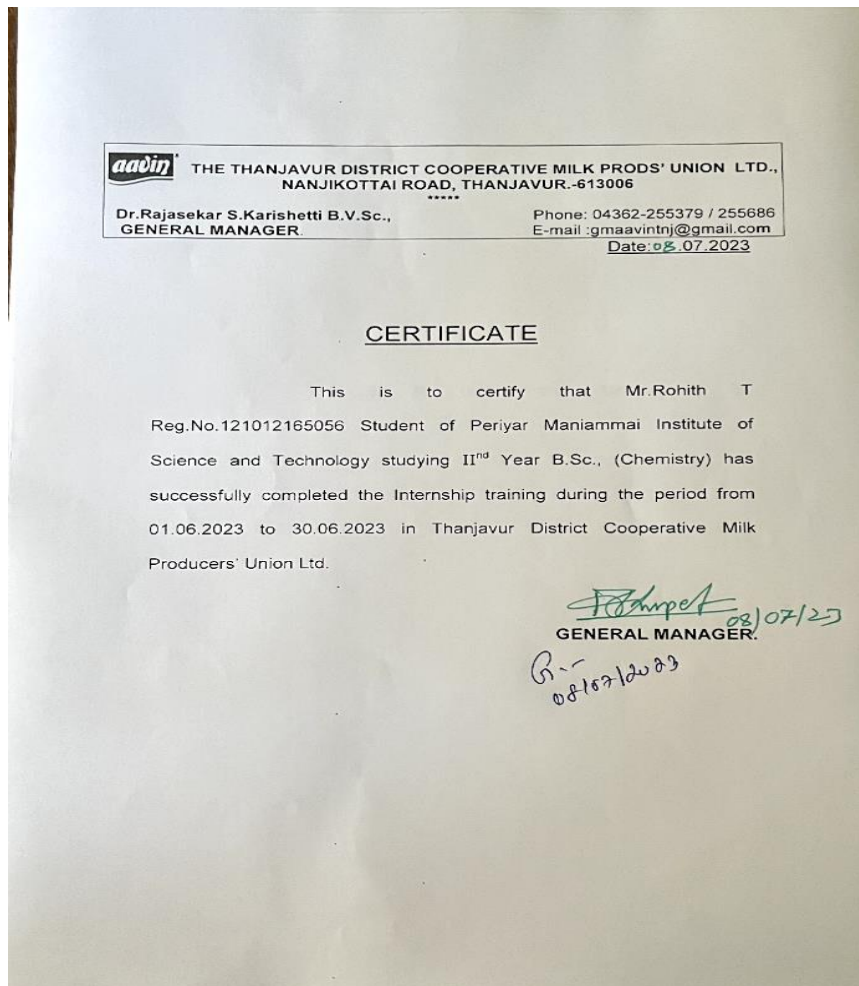 aavin THE THANJAVUR DISTRICT COOPERATIVE MILK PRODS' UNION LTD.,
NANJIKOTTAI ROAD, THANJAVUR.-613006
*****
Dr.Rajasekar S.Karishetti B.V.Sc., Phone: 04362-255379 / 255686
GENERAL MANAGER. E-mail :gmaavintnj@gmail.com
Date:08.07.2023
CERTIFICATE
This is to certify that Mr.Rohith T
Reg.No.121012165056 Student of Periyar Maniammai Institute of
Science and Technology studying IInd Year B.Sc., (Chemistry) has
successfully completed the Internship training during the period from
01.06.2023 to 30.06.2023 in Thanjavur District Cooperative Milk
Producers' Union Ltd.
08/07/23
GENERAL MANAGER.
08/07/2023